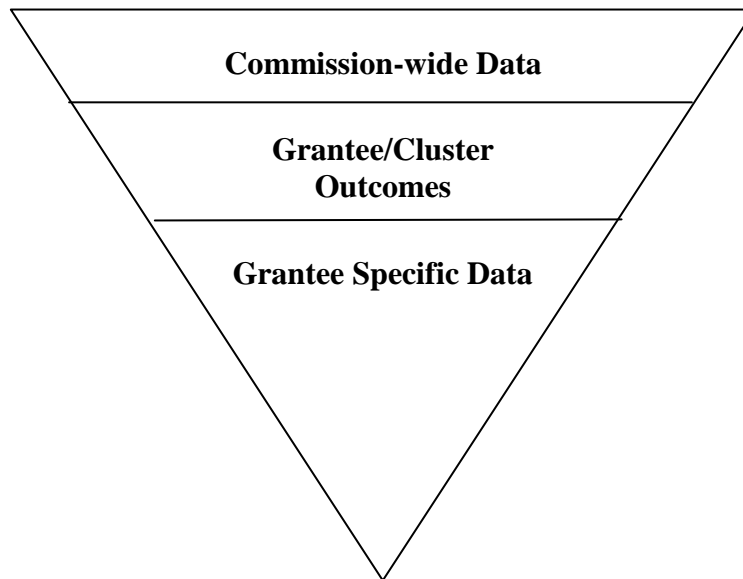 Commission-wide Data
Grantee/Cluster
Outcomes
Grantee Specific Data